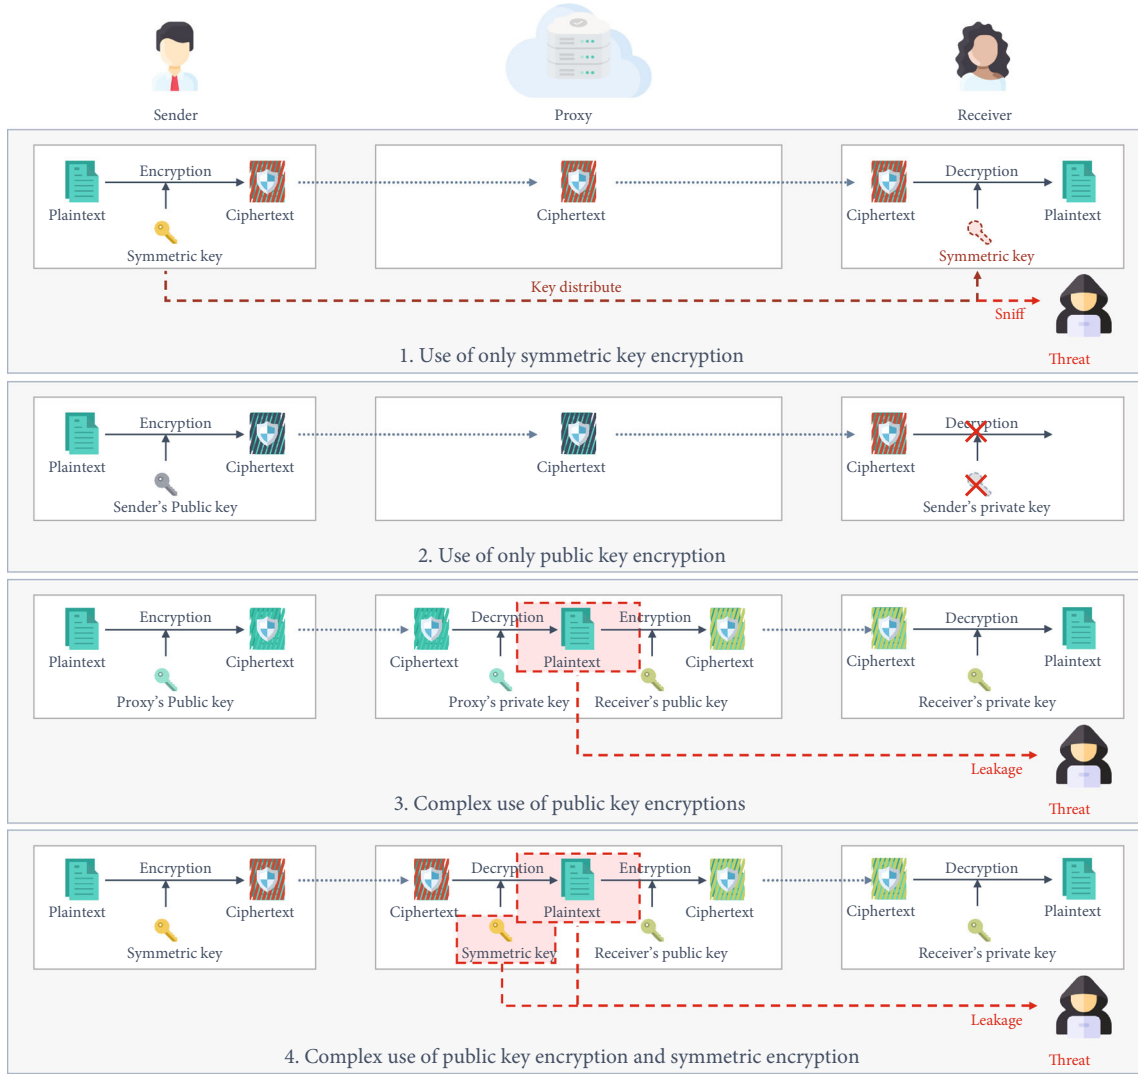 Sender
Proxy
Receiver
Encryption
Decryption
Plaintext
Ciphertext
Ciphertext
Ciphertext
Plaintext
Symmetric key
Symmetric key
Key distribute
Sniff
1. Use of only symmetric key encryption
Threat
Encryption
Decryption
Plaintext
Ciphertext
Ciphertext
Ciphertext
Sender's Public key
Sender's private key
2. Use of only public key encryption
Encryption
Decryption
Encryption
Decryption
Plaintext
Ciphertext
Ciphertext
Plaintext
Ciphertext
Ciphertext
Plaintext
Proxy's Public key
Proxy's private key
Receiver's public key
Receiver's private key
Leakage
3. Complex use of public key encryptions
Threat
Encryption
Decryption
Encryption
Decryption
Plaintext
Ciphertext
Ciphertext
Plaintext
Ciphertext
Ciphertext
Plaintext
Symmetric key
Symmetric key
Receiver's public key
Receiver's private key
Leakage
4. Complex use of public key encryption and symmetric encryption
Threat